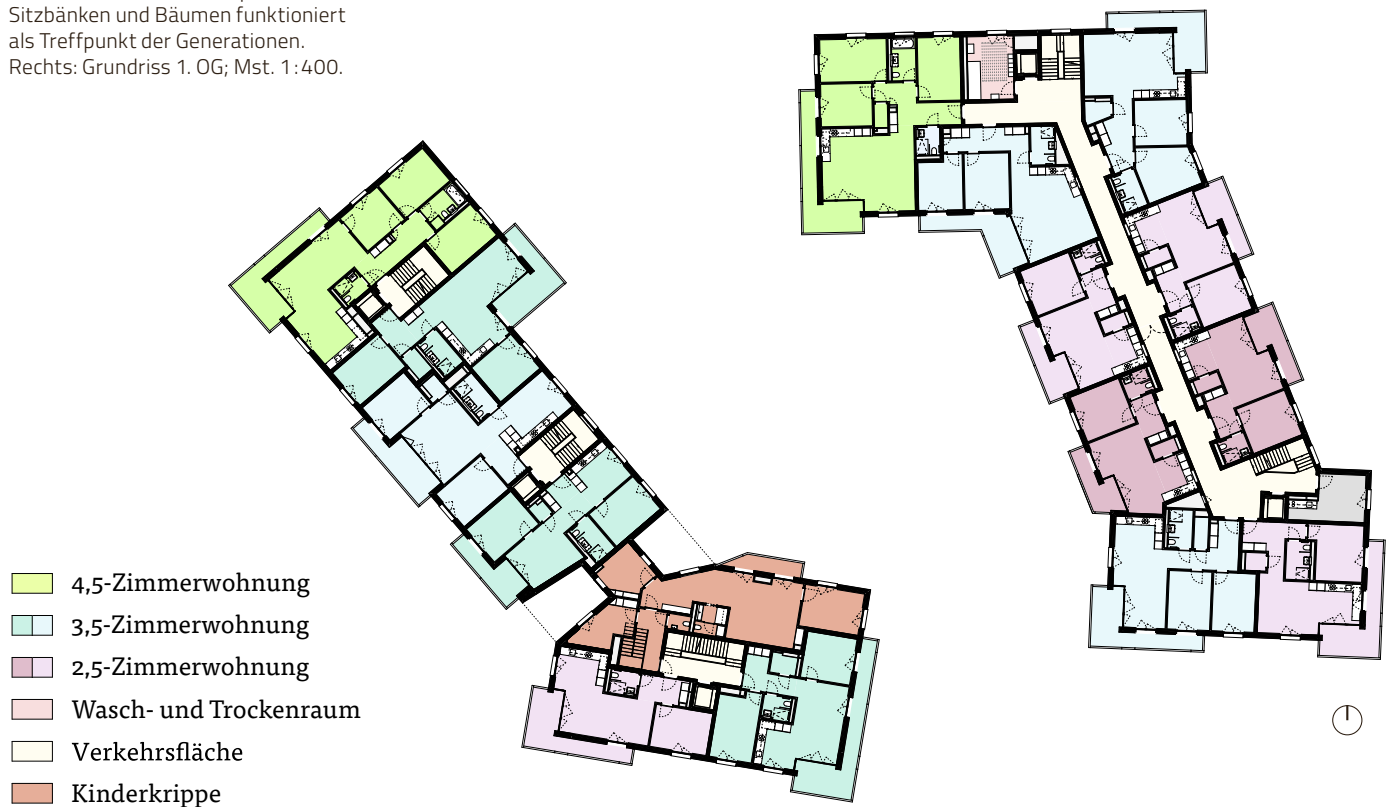 Sitzbänken und Bäumen funktioniert
als Treffpunkt der Generationen.
Rechts: Grundriss 1. OG; Mst. 1:400.
4,5-Zimmerwohnung
3,5-Zimmerwohnung
2,5-Zimmerwohnung
Wasch- und Trockenraum
Verkehrsfläche
Kinderkrippe